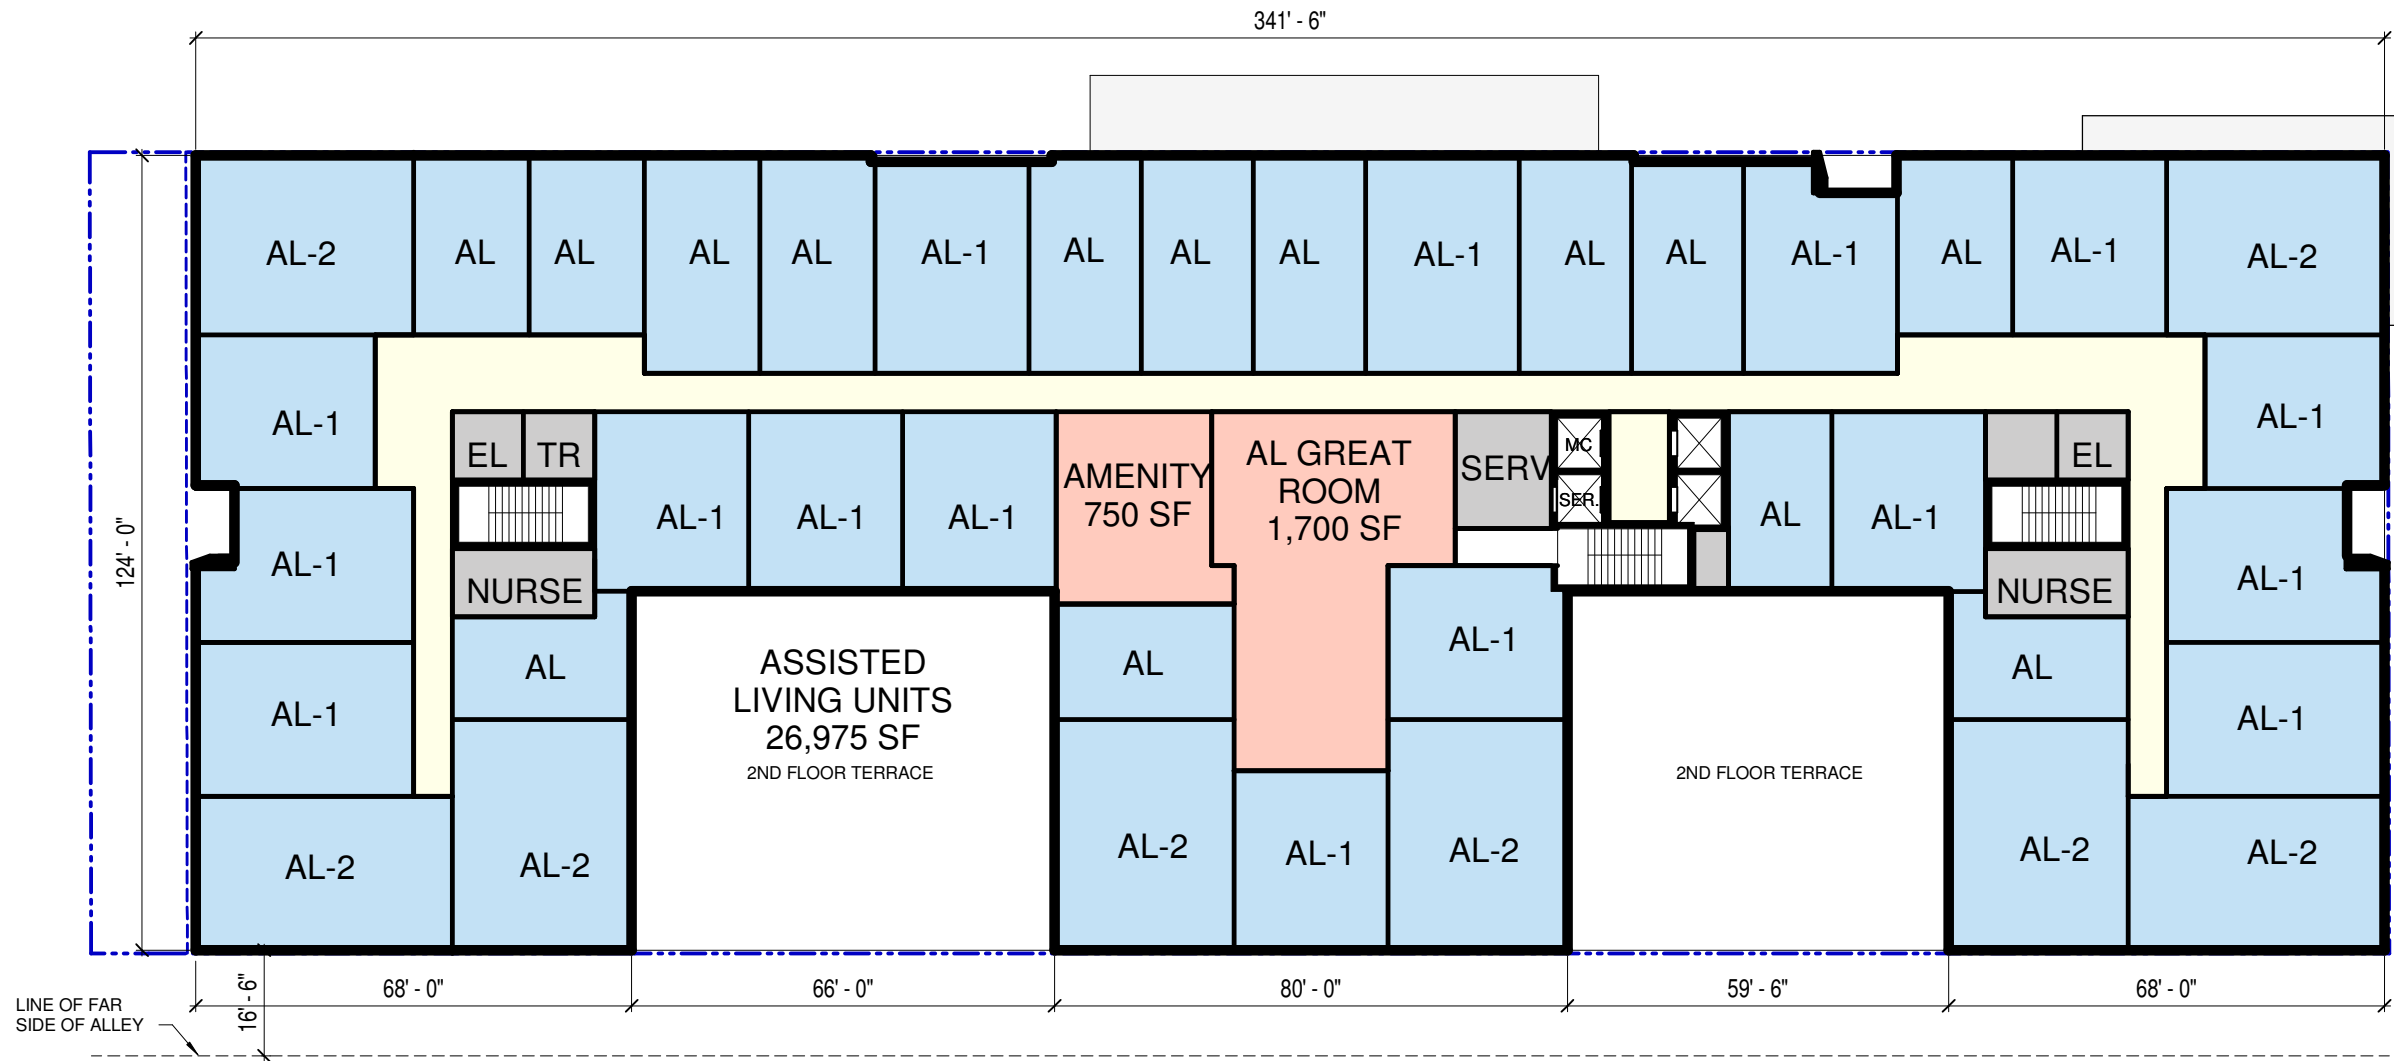 341' - 6"
AL-2
AL
AL
AL
AL
AL-1
AL
AL
AL
AL-1
AL
AL
AL-1
AL
AL-1
AL-2
AL-1
EL
TR
AL-1
AL-1
AL-1
AMENITY
750 SF
AL GREAT
ROOM
1,700 SF
SERV
MC
SER.
AL
AL-1
EL
AL-1
124' - 0"
AL-1
NURSE
NURSE
AL-1
AL-1
AL
ASSISTED
LIVING UNITS
26,975 SF
2ND FLOOR TERRACE
AL
AL-1
2ND FLOOR TERRACE
AL
AL-1
AL-2
AL-2
AL-2
AL-1
AL-2
AL-2
AL-2
68' - 0"
66' - 0"
80' - 0"
59' - 6"
68' - 0"
16' - 6"
LINE OF FAR
SIDE OF ALLEY